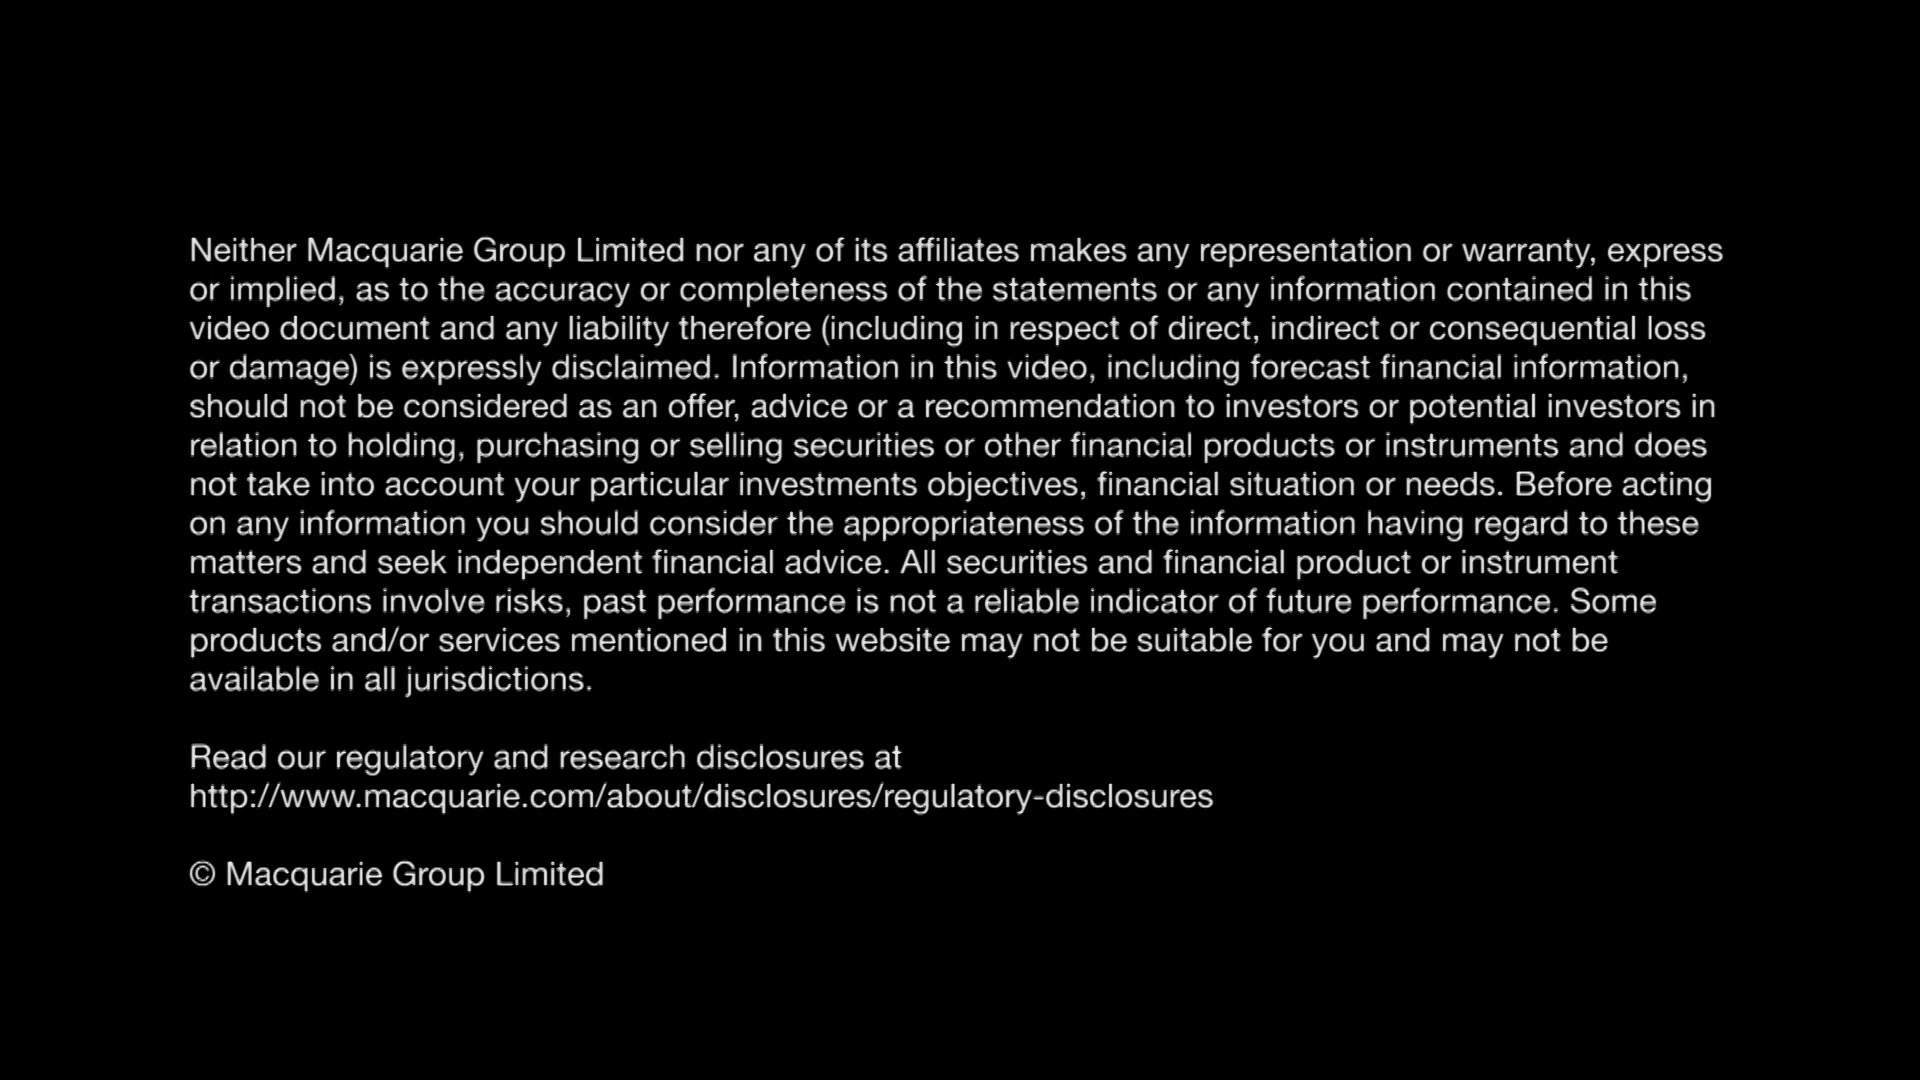 Neither Macquarie Group Limited nor any of its affiliates makes any representation or warranty, express
or implied, as to the accuracy or completeness of the statements or any information contained in this
video document and any liability therefore (including in respect of direct, indirect or consequential loss
or damage) is expressly disclaimed. Information in this video, including forecast financial information,
should not be considered as an offer, advice or a recommendation to investors or potential investors in
relation to holding, purchasing or selling securities or other financial products or instruments and does
not take into account your particular investments objectives, financial situation or needs. Before acting
on any information you should consider the appropriateness of the information having regard to these
matters and seek independent financial advice. All securities and financial product or instrument
transactions involve risks, past performance is not a reliable indicator of future performance. Some
products and/or services mentioned in this website may not be suitable for you and may not be
available in all jurisdictions.
Read our regulatory and research disclosures at
http://www.macquarie.com/about/disclosures/regulatory-disclosures
© Macquarie Group Limited